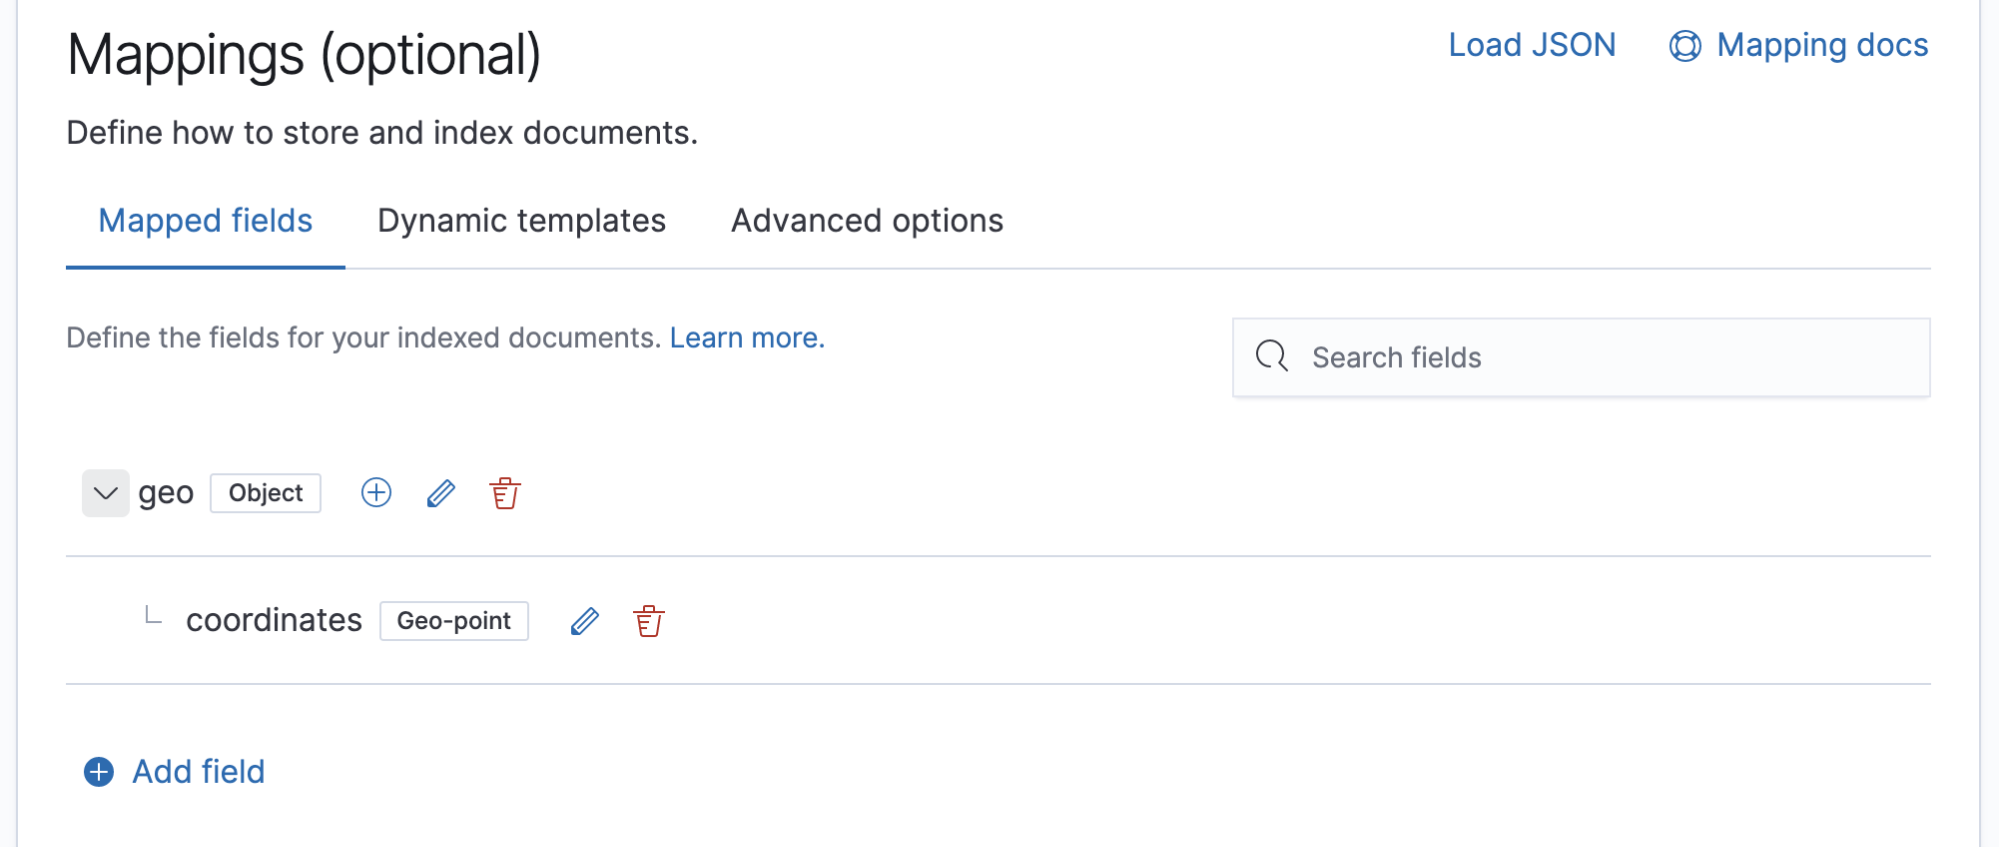 Mappings (optional)
Load JSON
Mapping docs
Define how to store and index documents.
Mapped fields
Dynamic templates
Advanced options
Define the fields for your indexed documents. Learn more.
Search fields
geo Object
coordinates Geo-point
Add field